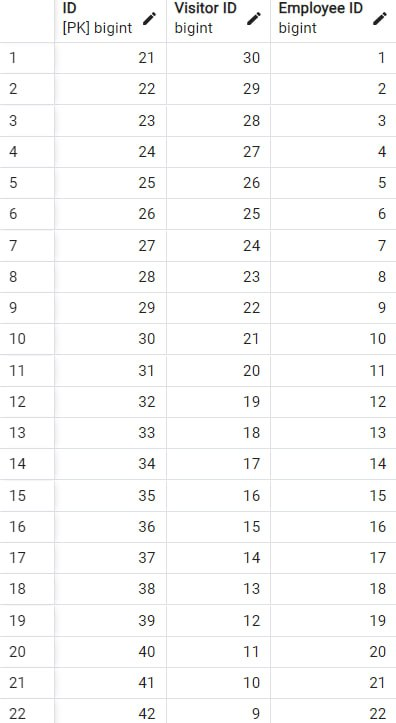 ID Visitor ID Employee ID
[PK] bigint bigint bigint
1 21 30 1
2 22 29 2
3 23 28 3
4 24 27 4
5 25 26 5
6 26 25 6
7 27 24 7
8 28 23 8
9 29 22 9
10 30 21 10
11 31 20 11
12 32 19 12
13 33 18 13
14 34 17 14
15 35 16 15
16 36 15 16
17 37 14 17
18 38 13 18
19 39 12 19
20 40 11 20
21 41 10 21
22 42 9 22